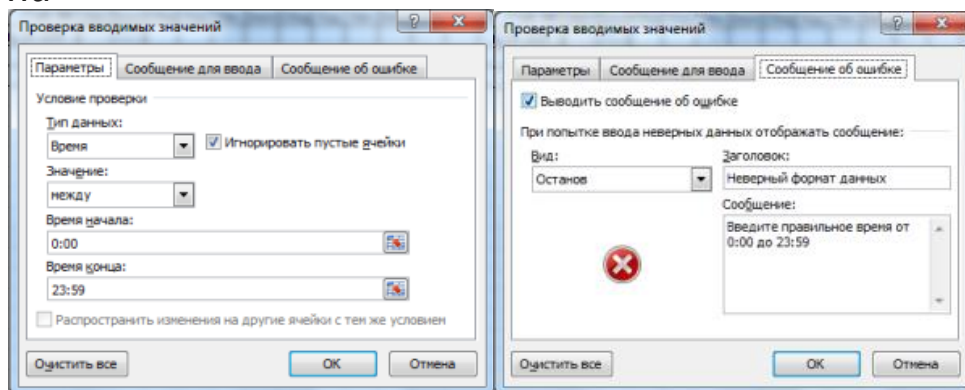 на
Проверка вводимых значений
Параметры Сообщение для ввода Сообщение об ошибке
Условие проверки
Тип данных:
Время
Игнорировать пустые ячейки
Значение:
между
Время начала:
0:00
Время конца:
23:59
Распространить изменения на другие ячейки с тем же условием
Очистить все ОК Отмена
Проверка вводимых значений
Параметры Сообщение для ввода Сообщение об ошибке
Выводить сообщение об ошибке
При попытке ввода неверных данных отображать сообщение:
Вид: Заголовок:
Останов Неверный формат данных
Сообщение:
Введите правильное время от
0:00 до 23:59
Очистить все ОК Отмена